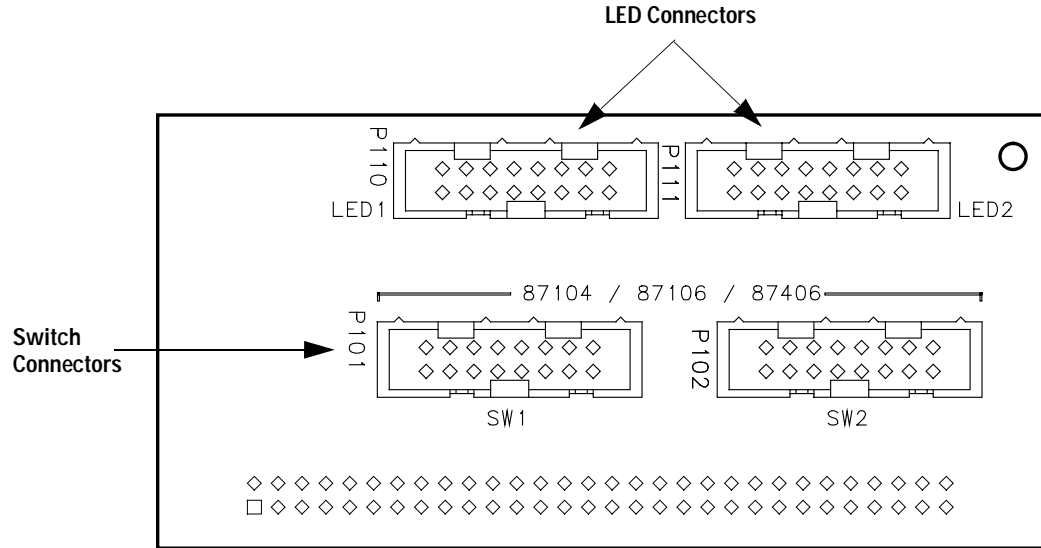 LED Connectors
P110
P111
LED1
LED2
87104 / 87106 / 87406
Switch
Connectors
P101
P102
SW1
SW2